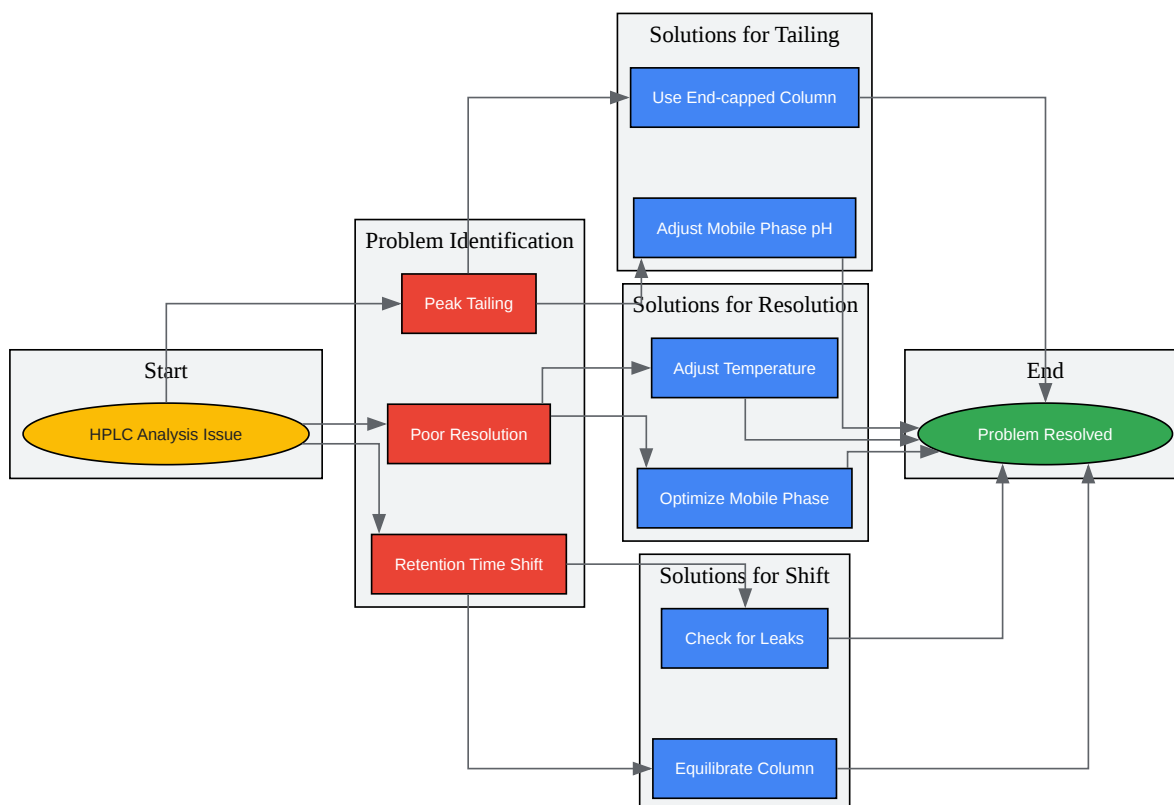 Start
HPLC Analysis Issue
Problem Identification
Peak Tailing
Poor Resolution
Retention Time Shift
Solutions for Tailing
Use End-capped Column
Adjust Mobile Phase pH
Solutions for Resolution
Adjust Temperature
Optimize Mobile Phase
Solutions for Shift
Check for Leaks
Equilibrate Column
End
Problem Resolved